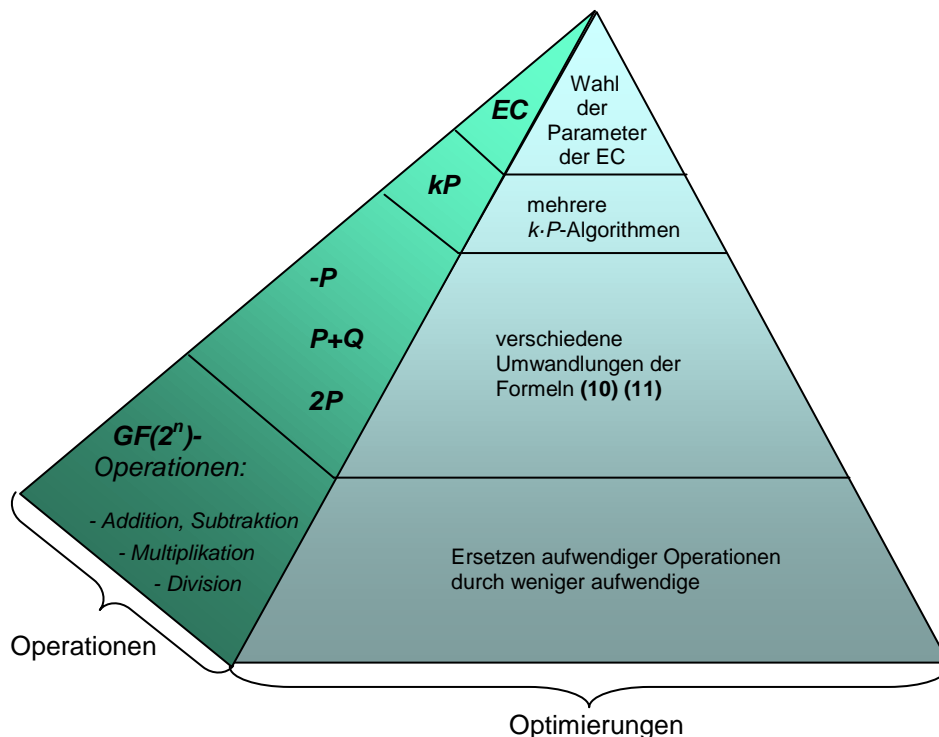 EC
Wahl
der
Parameter
der EC
kP
mehrere
k·P-Algorithmen
-P
P+Q
2P
verschiedene
Umwandlungen der
Formeln (10) (11)
GF(2ⁿ)-
Operationen:
- Addition, Subtraktion
- Multiplikation
- Division
Ersetzen aufwendiger Operationen
durch weniger aufwendige
Operationen
Optimierungen